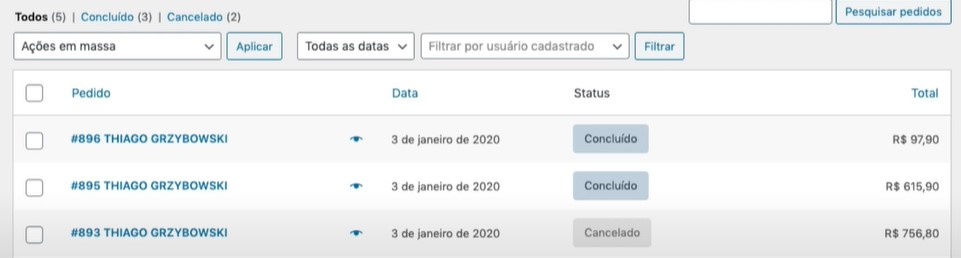 Todos (5) | Concluído (3) | Cancelado (2)
Pesquisar pedidos
Ações em massa Aplicar Todas as datas Filtrar por usuário cadastrado Filtrar
Pedido Data Status Total
#896 THIAGO GRZYBOWSKI 3 de janeiro de 2020 Concluído R$ 97,90
#895 THIAGO GRZYBOWSKI 3 de janeiro de 2020 Concluído R$ 615,90
#893 THIAGO GRZYBOWSKI 3 de janeiro de 2020 Cancelado R$ 756,80